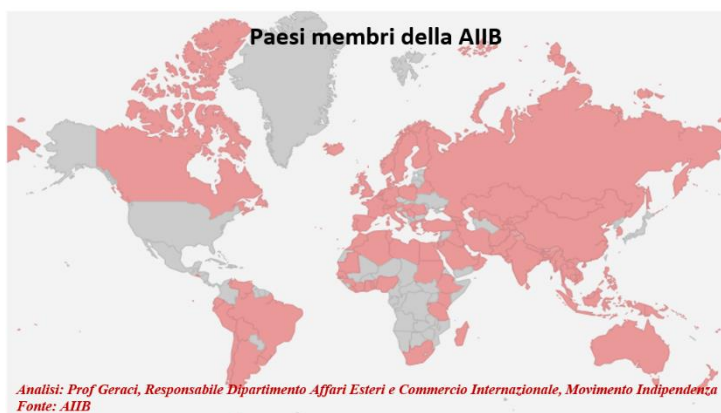 Paesi membri della AIIB
Analisi: Prof Geraci, Responsabile Dipartimento Affari Esteri e Commercio Internazionale, Movimento Indipendenza
Fonte: AIIB